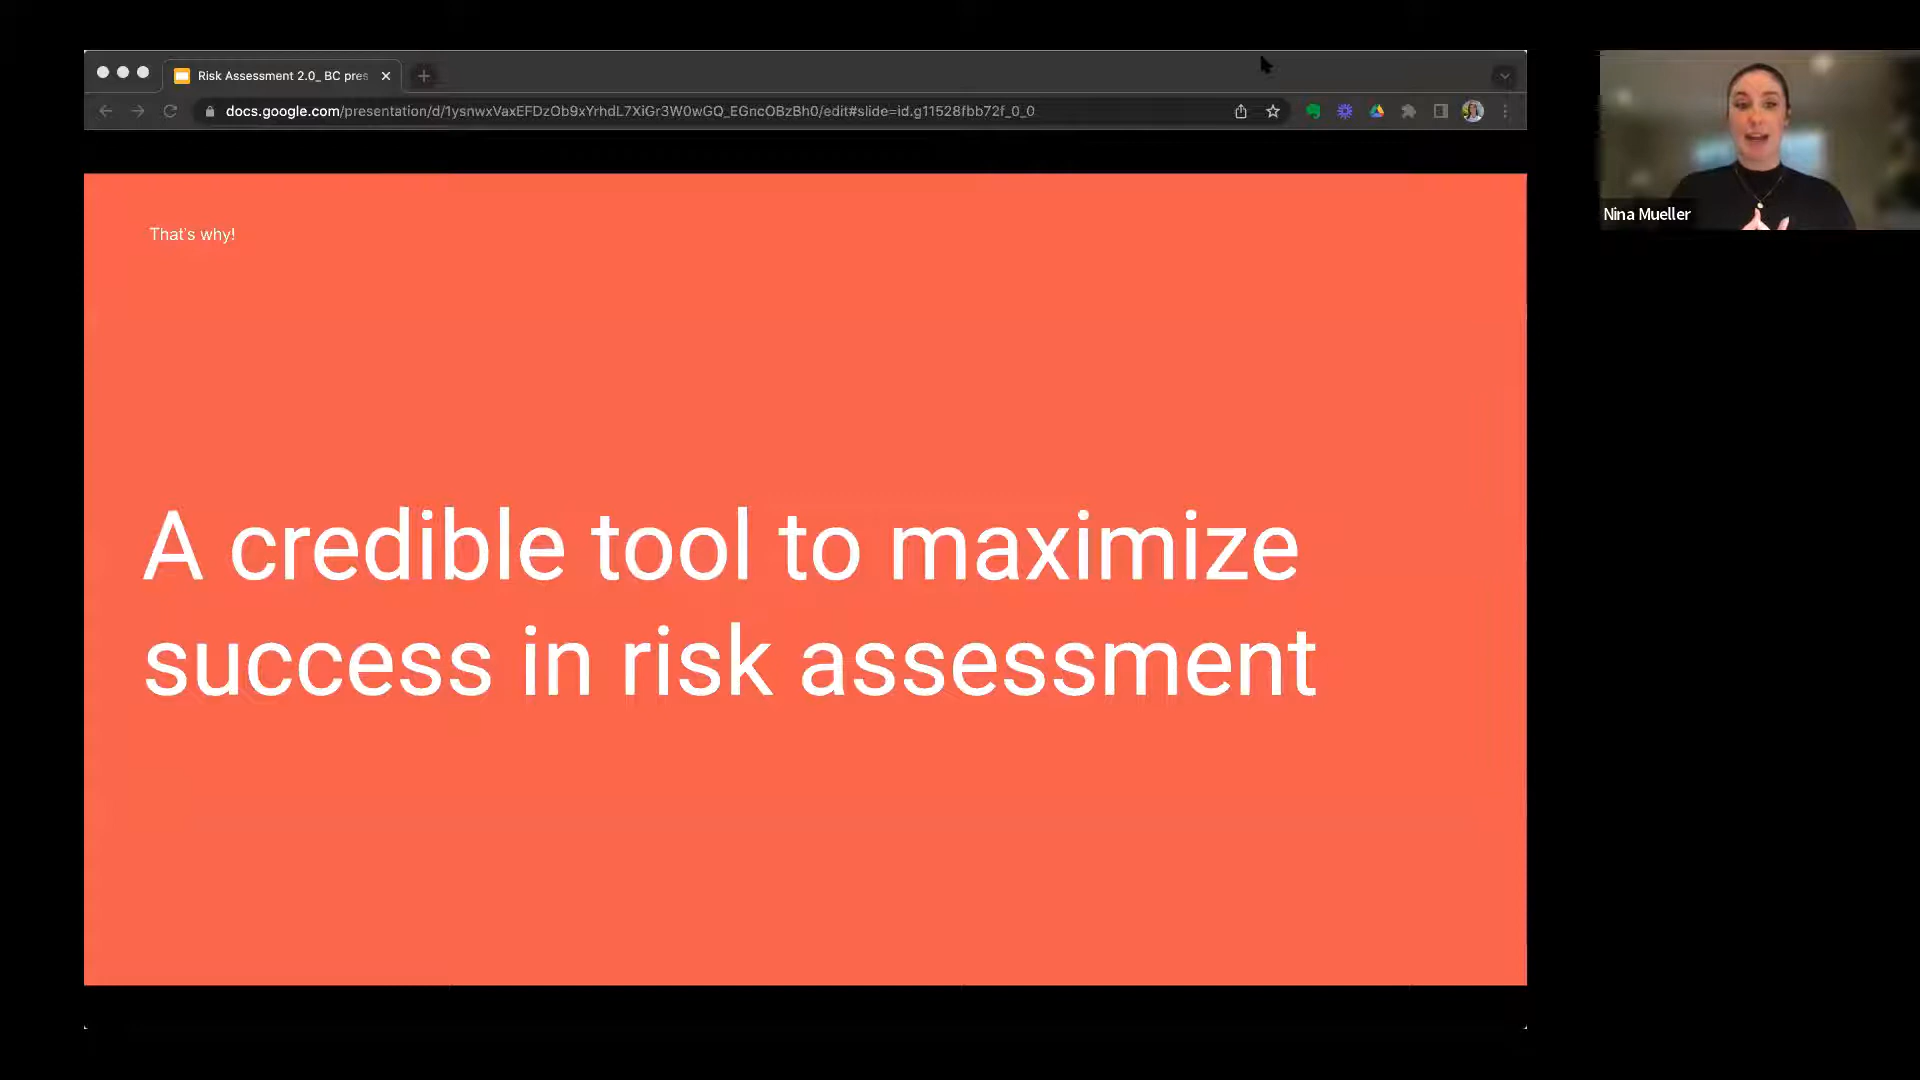 Risk Assessment 2.0_ BC pres
docs.google.com/presentation/d/1ysnwxVaxEFDzOb9xYrhdL7XiGr3W0wGQ_EGncOBzBh0/edit#slide=id.g11528fbb72f_0_0
Nina Mueller
That's why!
A credible tool to maximize
success in risk assessment